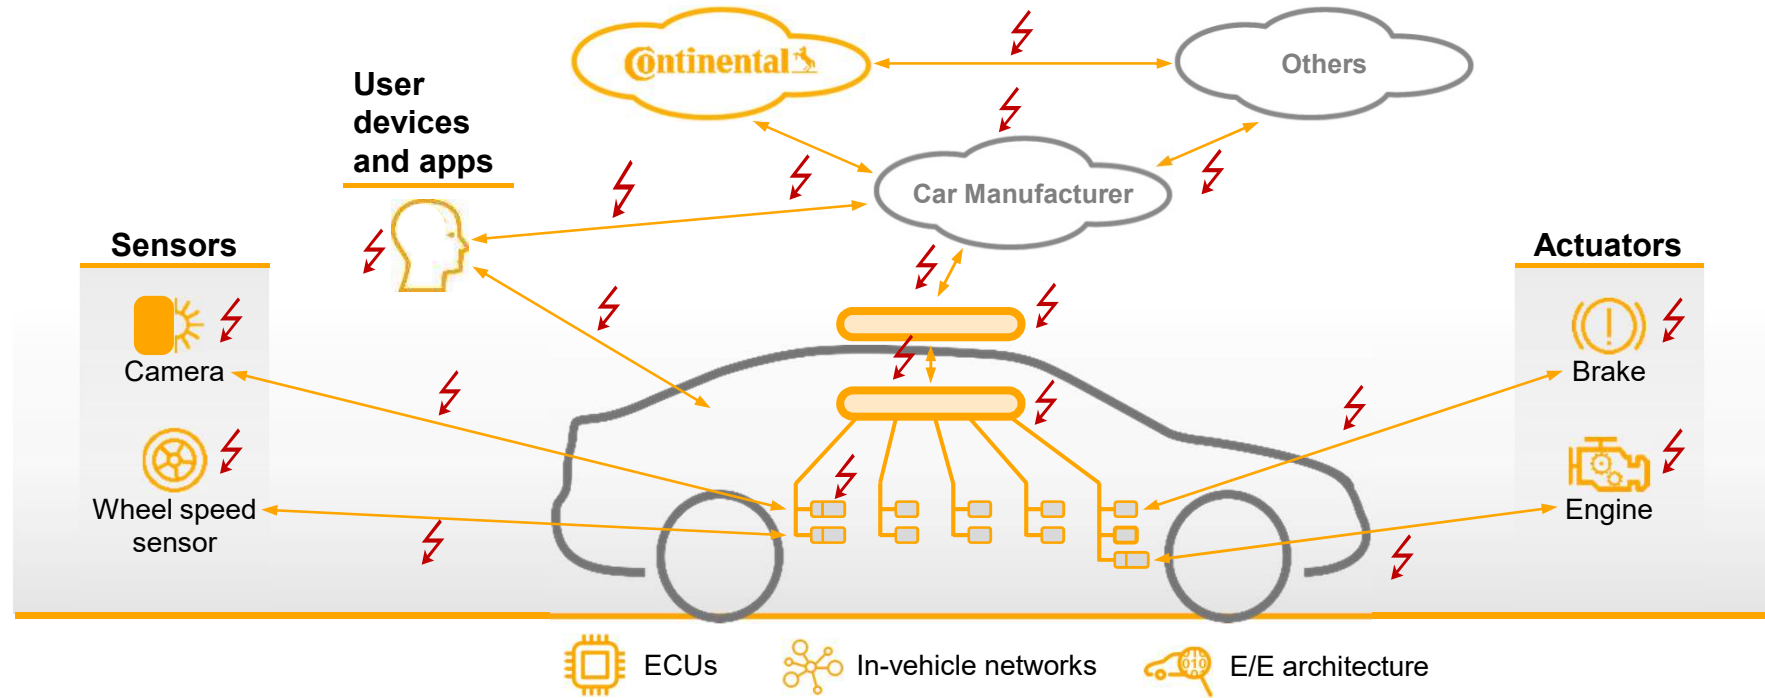 Continental
Others
User
devices
and apps
Car Manufacturer
Sensors
Actuators
Camera
Brake
Wheel speed
sensor
Engine
ECUs
In-vehicle networks
E/E architecture